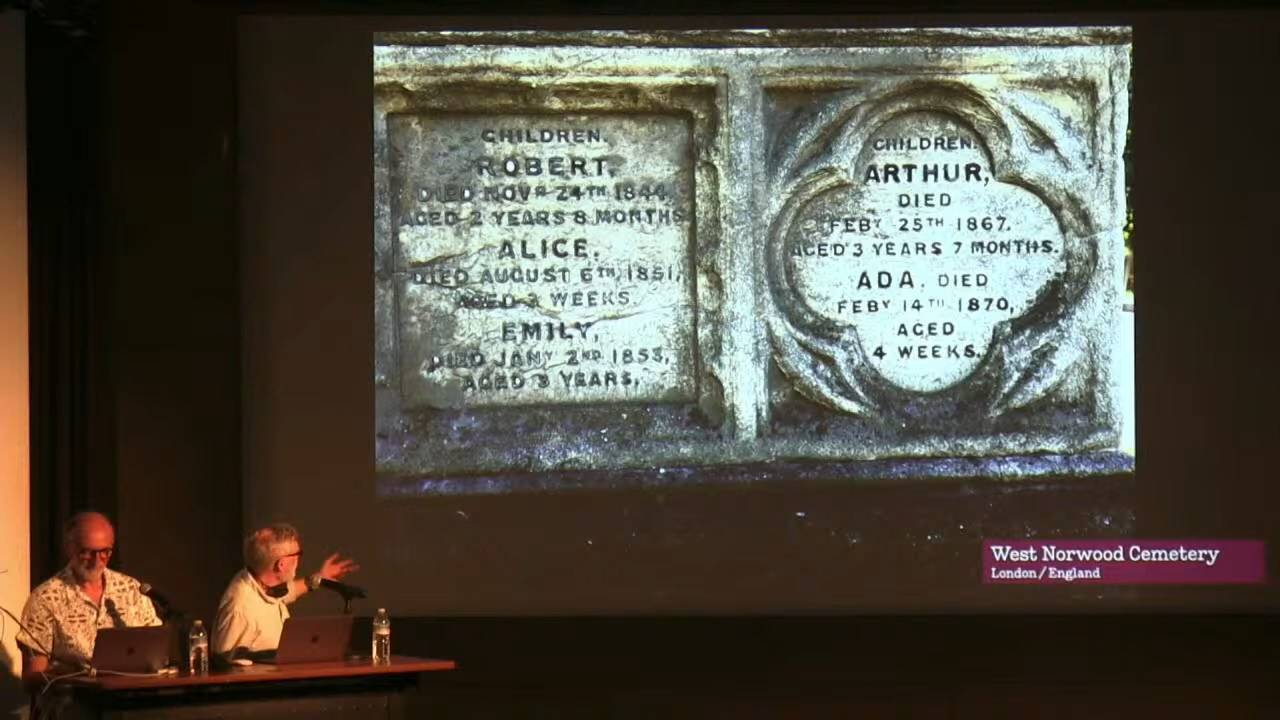 CHILDREN.
ROBERT,
DIED NOVR 24TH 1844,
AGED 2 YEARS 8 MONTHS
ALICE,
DIED AUGUST 6TH, 1851,
AGED 3 WEEKS.
EMILY,
DIED JANY 2ND 1853,
AGED 3 YEARS.
CHILDREN.
ARTHUR,
DIED
FEBY 25TH 1867.
AGED 3 YEARS 7 MONTHS.
ADA. DIED
FEBY 14TH 1870,
AGED
4 WEEKS.
West Norwood Cemetery
London/England